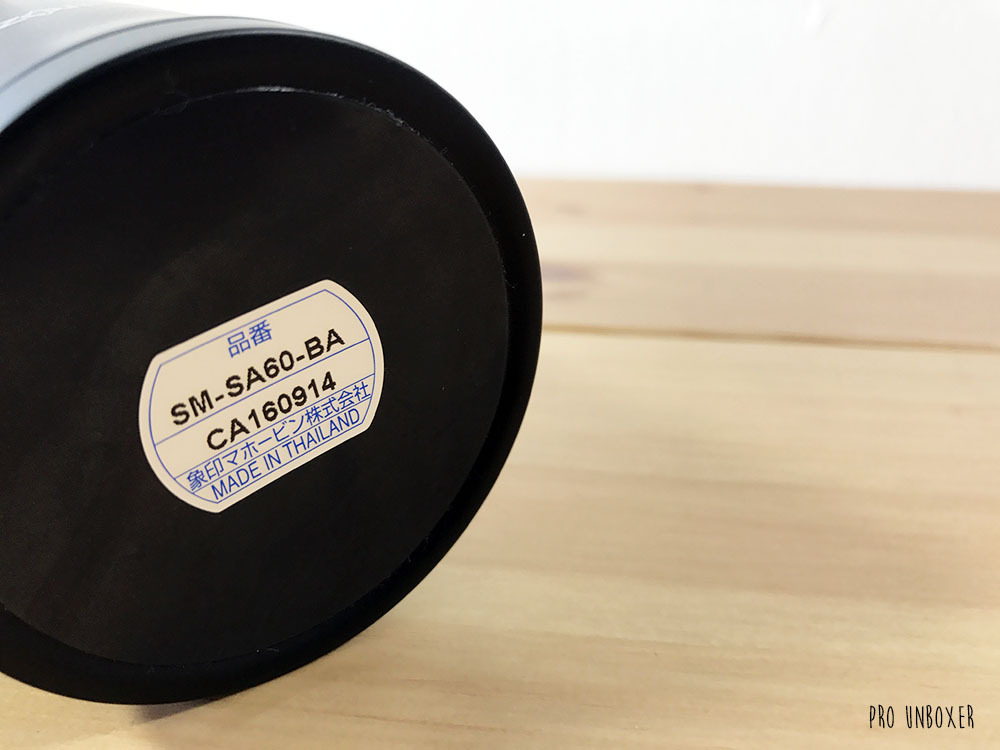 品番
SM-SA60-BA
CA160914
象印マホービン株式会社
MADE IN THAILAND
PRO UNBOXER